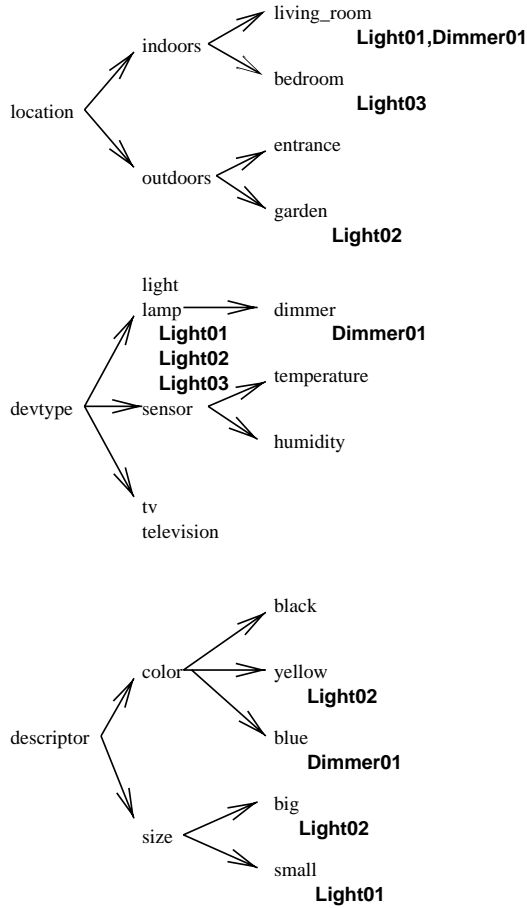 living_room
Light01,Dimmer01
indoors
bedroom
Light03
location
entrance
outdoors
garden
Light02
light
lamp dimmer
Light01 Dimmer01
Light02
Light03
temperature
devtype sensor
humidity
tv
television
black
color yellow
Light02
descriptor blue
Dimmer01
big
Light02
size
small
Light01